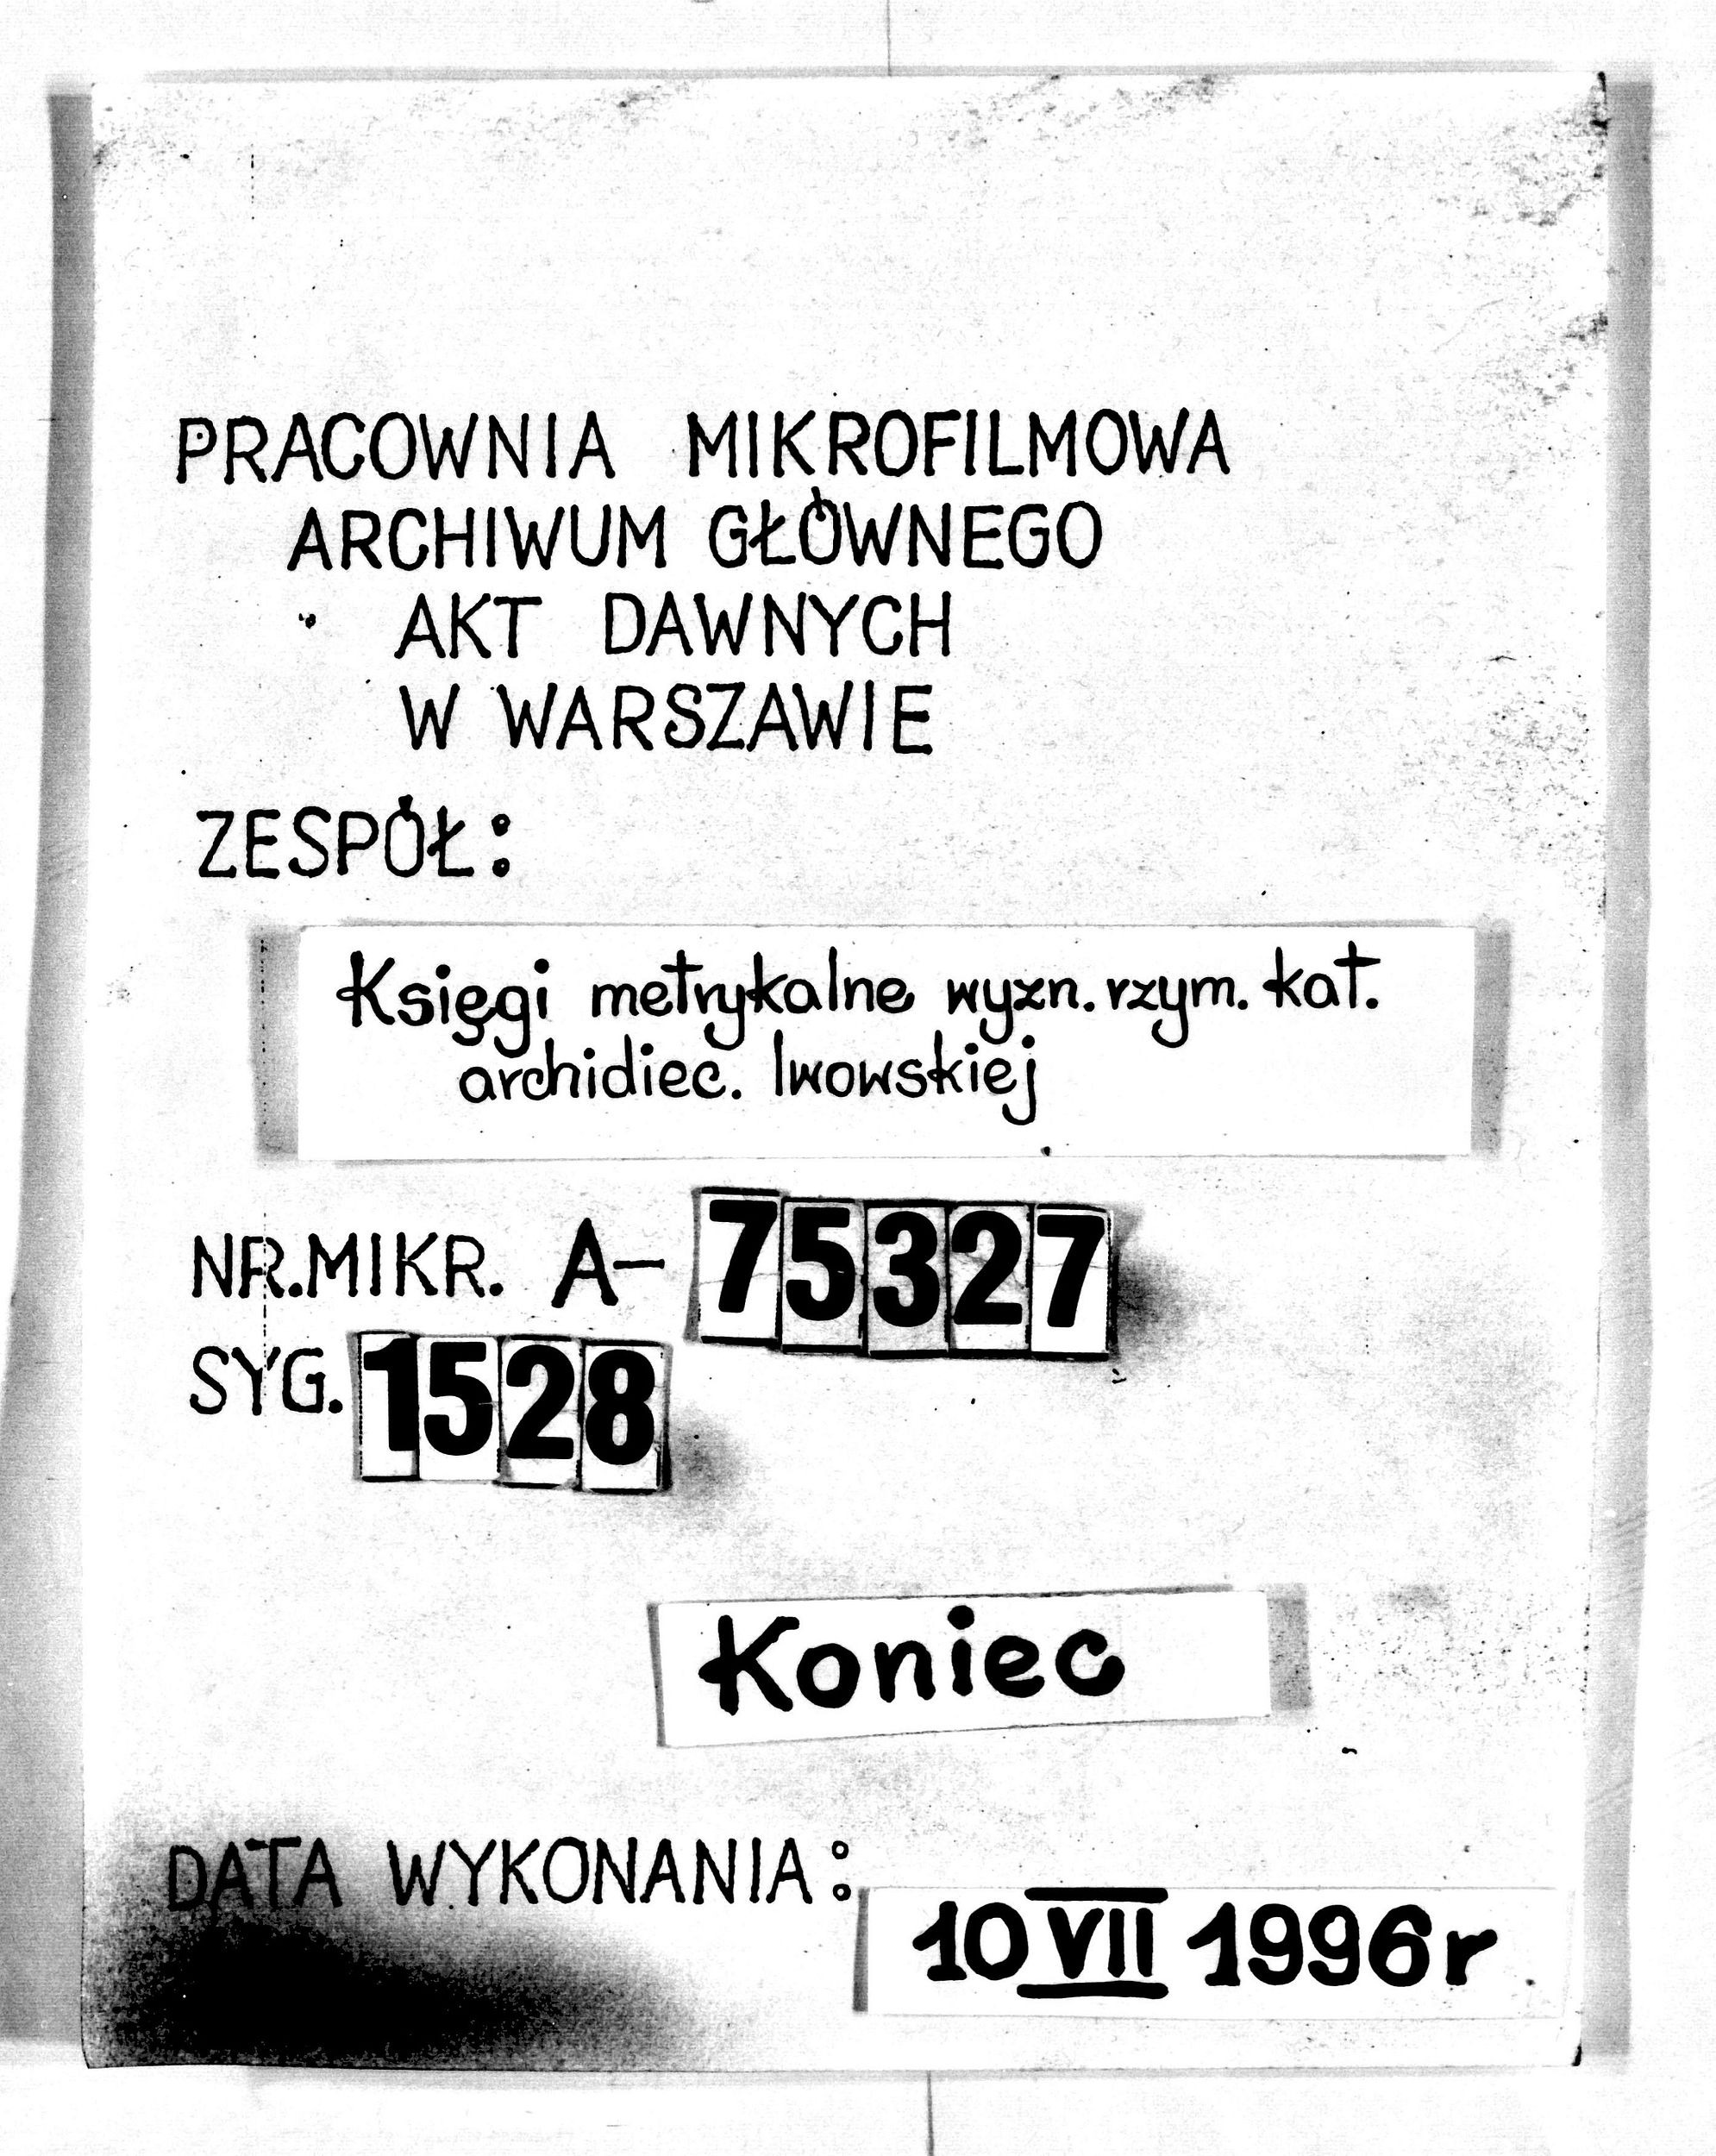 PRACOWNIA MIKROFILMOWA
ARCHIWUM GŁÓWNEGO
AKT DAWNYCH
W WARSZAWIE
ZESPÓŁ:
Księgi metrykalne wyzn. rzym. kat.
archidiec. lwowskiej
NR.MIKR. A-75327
SYG. 1528
Koniec
DATA WYKONANIA:
10 VII 1996r